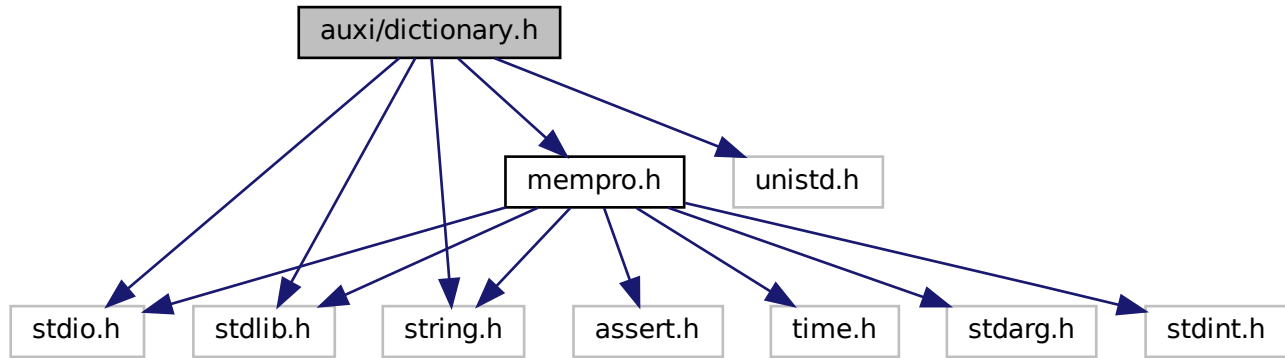 auxi/dictionary.h
mempro.h
unistd.h
stdio.h
stdlib.h
string.h
assert.h
time.h
stdarg.h
stdint.h